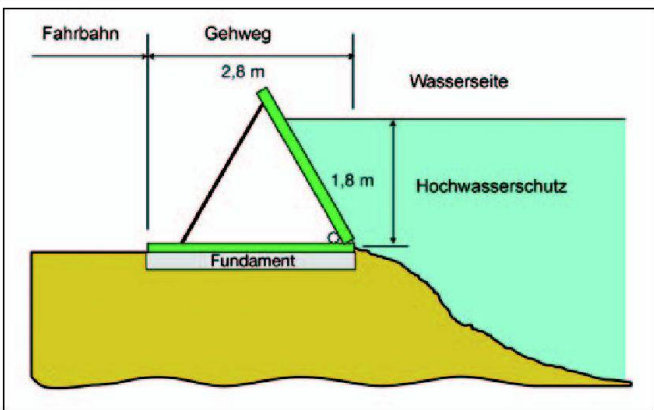 Fahrbahn
Gehweg
2,8 m
Wasserseite
1,8 m
Hochwasserschutz
Fundament